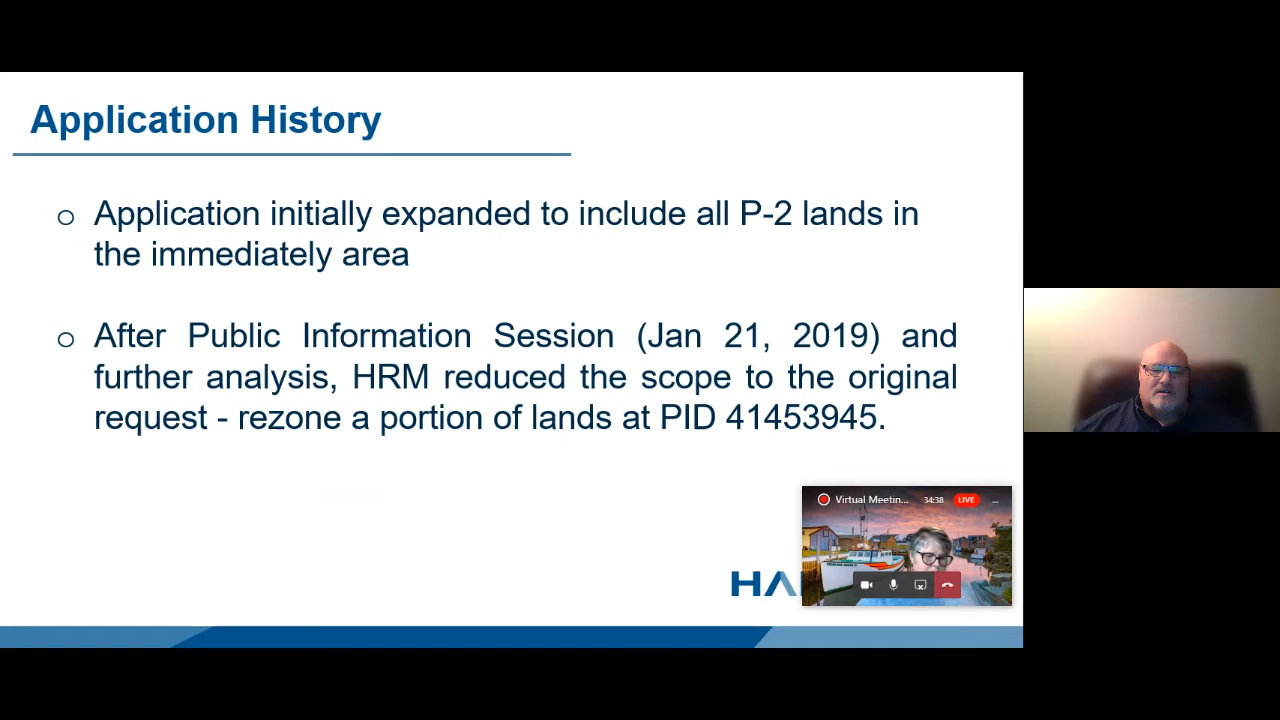 Application History
o Application initially expanded to include all P-2 lands in
the immediately area
o After Public Information Session (Jan 21, 2019) and
further analysis, HRM reduced the scope to the original
request - rezone a portion of lands at PID 41453945.
Virtual Meetin... 34:38 LIVE
HA